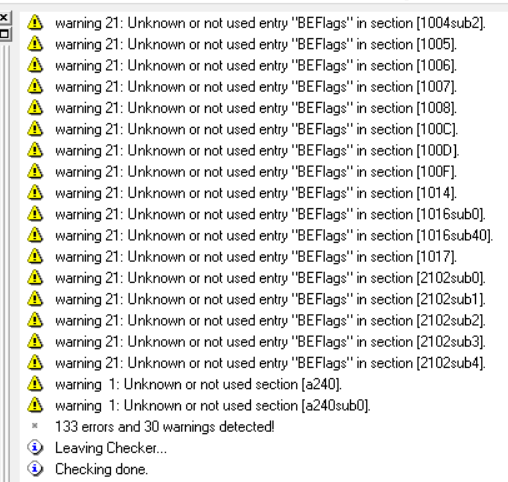 warning 21: Unknown or not used entry "BEFlags" in section [1004sub2].
warning 21: Unknown or not used entry "BEFlags" in section [1005].
warning 21: Unknown or not used entry "BEFlags" in section [1006].
warning 21: Unknown or not used entry "BEFlags" in section [1007].
warning 21: Unknown or not used entry "BEFlags" in section [1008].
warning 21: Unknown or not used entry "BEFlags" in section [100C].
warning 21: Unknown or not used entry "BEFlags" in section [100D].
warning 21: Unknown or not used entry "BEFlags" in section [100F].
warning 21: Unknown or not used entry "BEFlags" in section [1014].
warning 21: Unknown or not used entry "BEFlags" in section [1016sub0].
warning 21: Unknown or not used entry "BEFlags" in section [1016sub40].
warning 21: Unknown or not used entry "BEFlags" in section [1017].
warning 21: Unknown or not used entry "BEFlags" in section [2102sub0].
warning 21: Unknown or not used entry "BEFlags" in section [2102sub1].
warning 21: Unknown or not used entry "BEFlags" in section [2102sub2].
warning 21: Unknown or not used entry "BEFlags" in section [2102sub3].
warning 21: Unknown or not used entry "BEFlags" in section [2102sub4].
warning  1: Unknown or not used section [a240].
warning  1: Unknown or not used section [a240sub0].
133 errors and 30 warnings detected!
Leaving Checker...
Checking done.